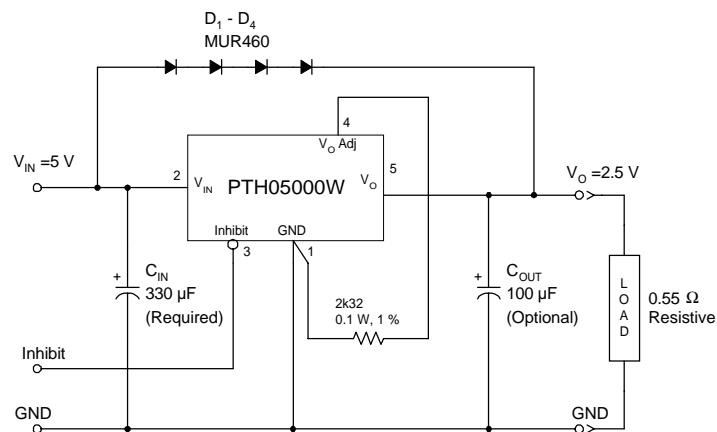 D1 - D4
MUR460
4
VO Adj
VIN =5 V
2
VIN
PTH05000W
VO
5
VO =2.5 V
Inhibit
GND
3
1
+
CIN
330 µF
(Required)
2k32
0.1 W, 1 %
+
COUT
100 µF
(Optional)
LOAD
0.55 Ω
Resistive
Inhibit
GND
GND